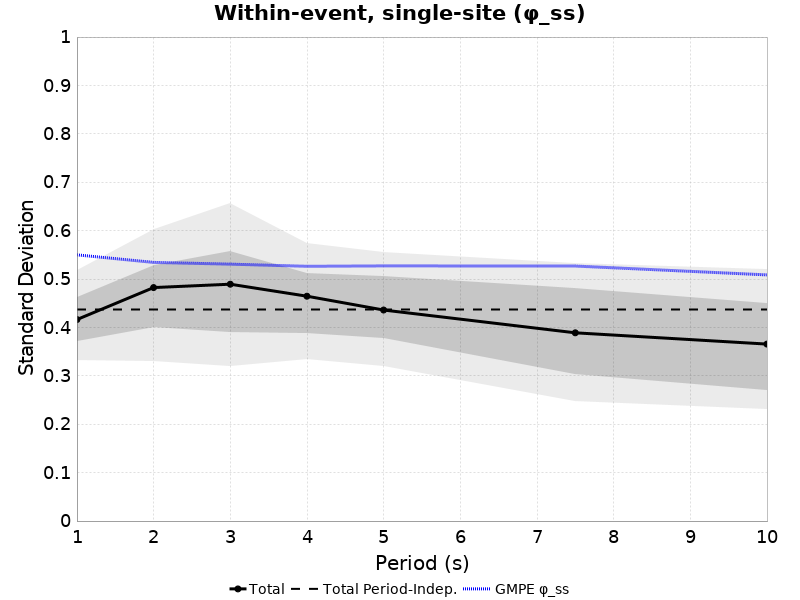 Within-event, single-site (φ_ss)
Standard Deviation
1
0.9
0.8
0.7
0.6
0.5
0.4
0.3
0.2
0.1
0
1 2 3 4 5 6 7 8 9 10
Period (s)
Total Total Period-Indep. GMPE φ_ss